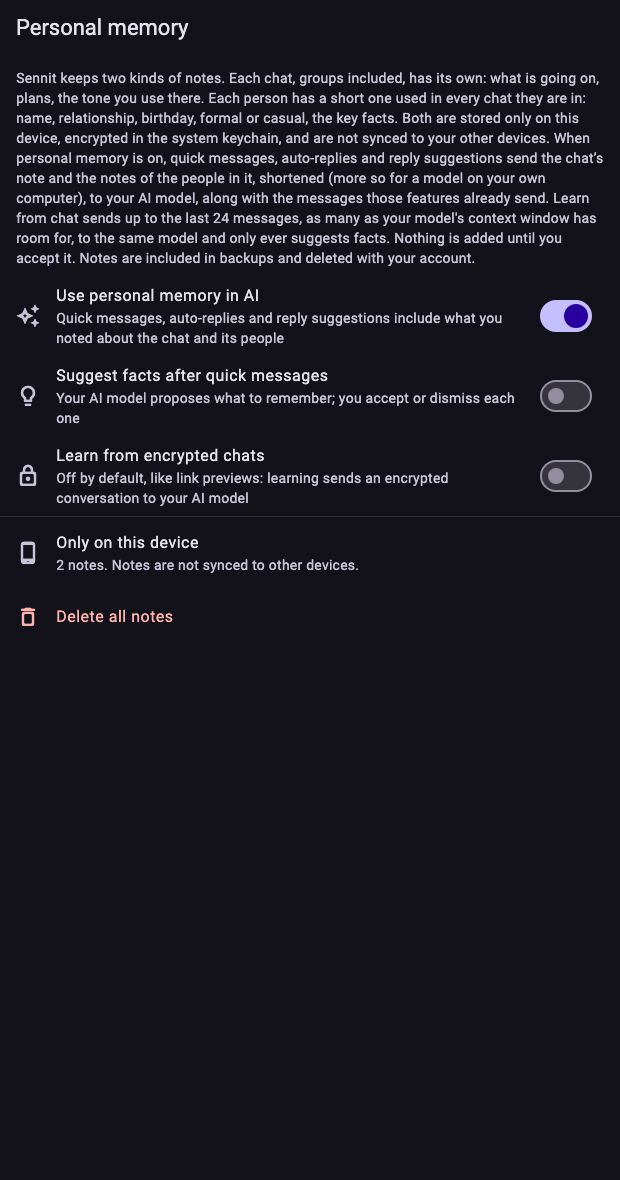 Personal memory
Sennit keeps two kinds of notes. Each chat, groups included, has its own: what is going on,
plans, the tone you use there. Each person has a short one used in every chat they are in:
name, relationship, birthday, formal or casual, the key facts. Both are stored only on this
device, encrypted in the system keychain, and are not synced to your other devices. When
personal memory is on, quick messages, auto-replies and reply suggestions send the chat's
note and the notes of the people in it, shortened (more so for a model on your own
computer), to your AI model, along with the messages those features already send. Learn
from chat sends up to the last 24 messages, as many as your model's context window has
room for, to the same model and only ever suggests facts. Nothing is added until you
accept it. Notes are included in backups and deleted with your account.
Use personal memory in AI
Quick messages, auto-replies and reply suggestions include what you
noted about the chat and its people
Suggest facts after quick messages
Your AI model proposes what to remember; you accept or dismiss each
one
Learn from encrypted chats
Off by default, like link previews: learning sends an encrypted
conversation to your AI model
Only on this device
2 notes. Notes are not synced to other devices.
Delete all notes